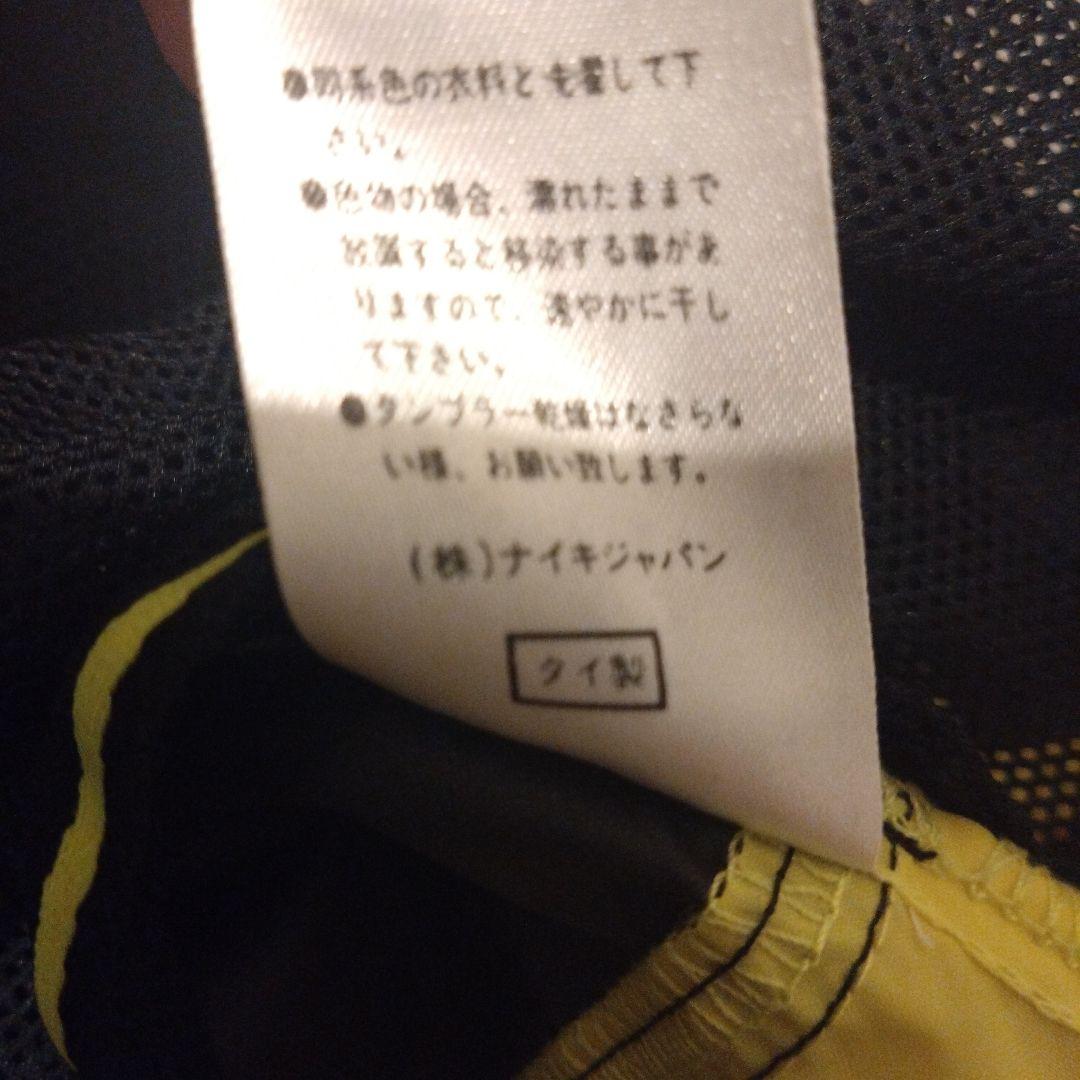 ●同系色の衣料と洗濯して下
さい。
●色物の場合、濡れたままで
放置すると移染する事があ
りますので、速やかに干し
て下さい。
●タンブラー乾燥はなさらな
い様、お願い致します。
(株)ナイキジャパン
タイ製